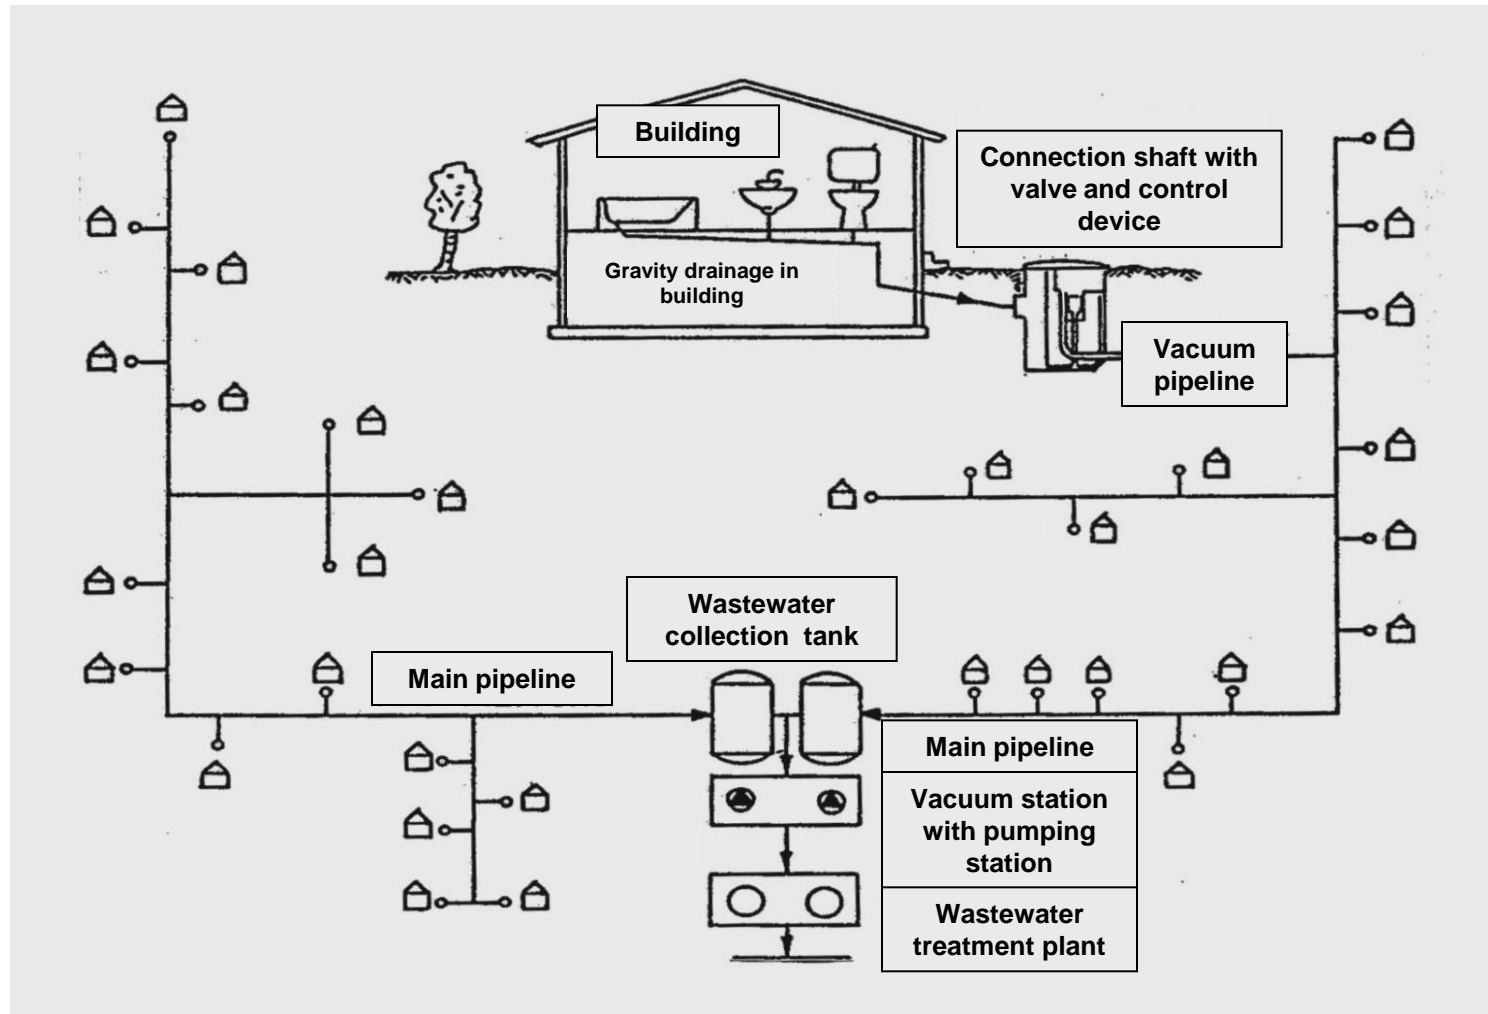 Building
Connection shaft with
valve and control
device
Gravity drainage in
building
Vacuum
pipeline
Wastewater
collection tank
Main pipeline
Main pipeline
Vacuum station
with pumping
station
Wastewater
treatment plant